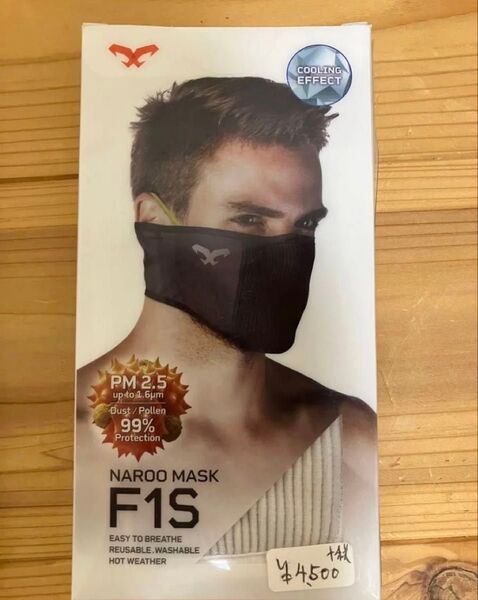 COOLING
EFFECT
PM 2.5
up to 1.6μm
Dust / Pollen
99%
Protection
NAROO MASK
F1S
EASY TO BREATHE
REUSABLE.WASHABLE
HOT WEATHER
+税
¥4,500